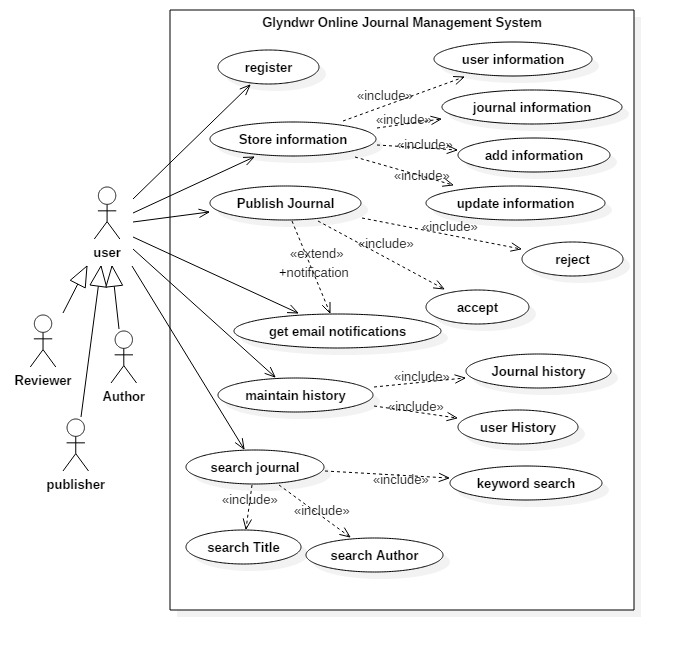 Glyndwr Online Journal Management System
register
user information
«include»
journal information
«include»
Store information
«include»
add information
«include»
Publish Journal
update information
«include»
user
«extend»
«include»
reject
+notification
accept
get email notifications
Reviewer
Author
Journal history
«include»
maintain history
«include»
user History
search journal
«include»
keyword search
publisher
«include»
«include»
search Title
search Author